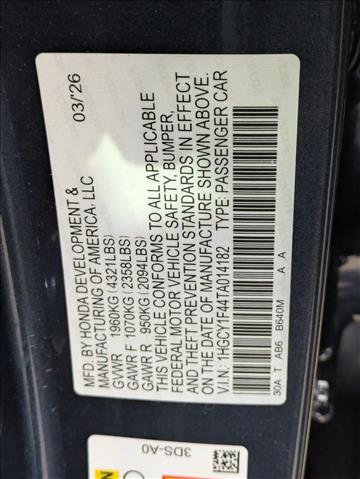 MFD. BY HONDA DEVELOPMENT & 03/'26
MANUFACTURING OF AMERICA, LLC
GVWR 1960KG(4321LBS)
GAWR F 1070KG(2358LBS)
GAWR R 950KG(2094LBS)
THIS VEHICLE CONFORMS TO ALL APPLICABLE
FEDERAL MOTOR VEHICLE SAFETY, BUMPER,
AND THEFT PREVENTION STANDARDS IN EFFECT
ON THE DATE OF MANUFACTURE SHOWN ABOVE.
V.I.N.: 1HGCY1F44TA014182 TYPE: PASSENGER CAR
30A T AB6 B640M A A
3DS-A0